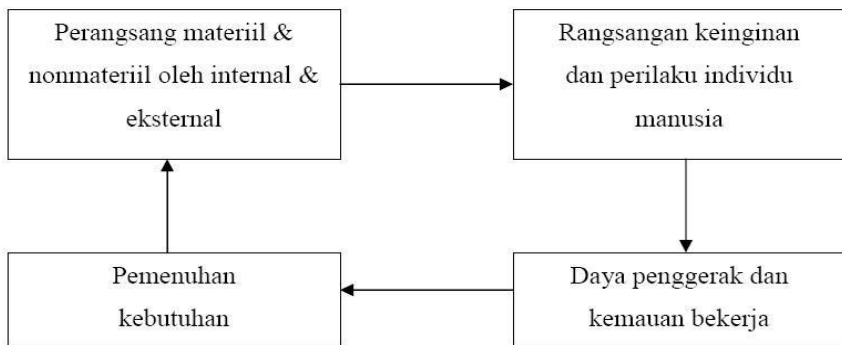 Perangsang materiil &
nonmateriil oleh internal &
eksternal
Rangsangan keinginan
dan perilaku individu
manusia
Daya penggerak dan
kemauan bekerja
Pemenuhan
kebutuhan